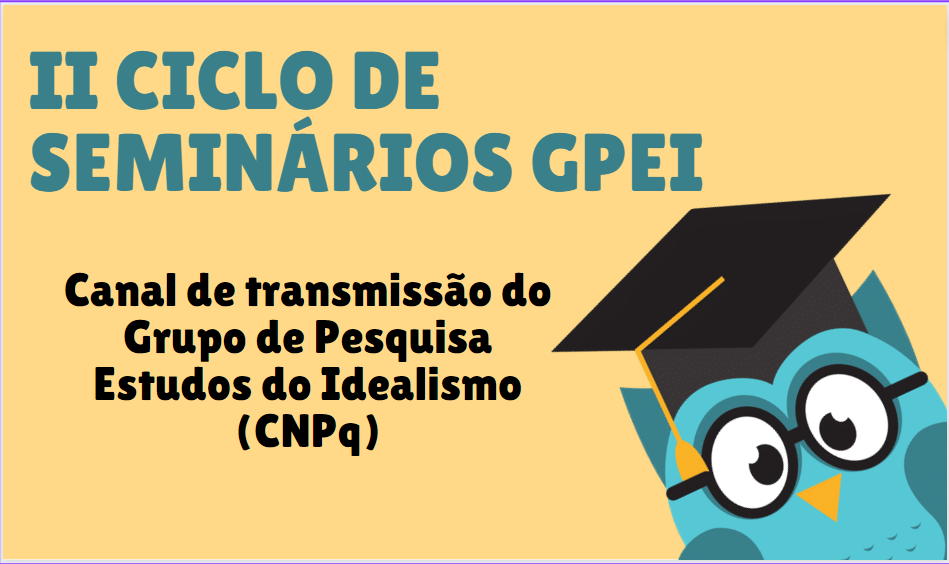 II CICLO DE
SEMINÁRIOS GPEI
Canal de transmissão do
Grupo de Pesquisa
Estudos do Idealismo
(CNPq)